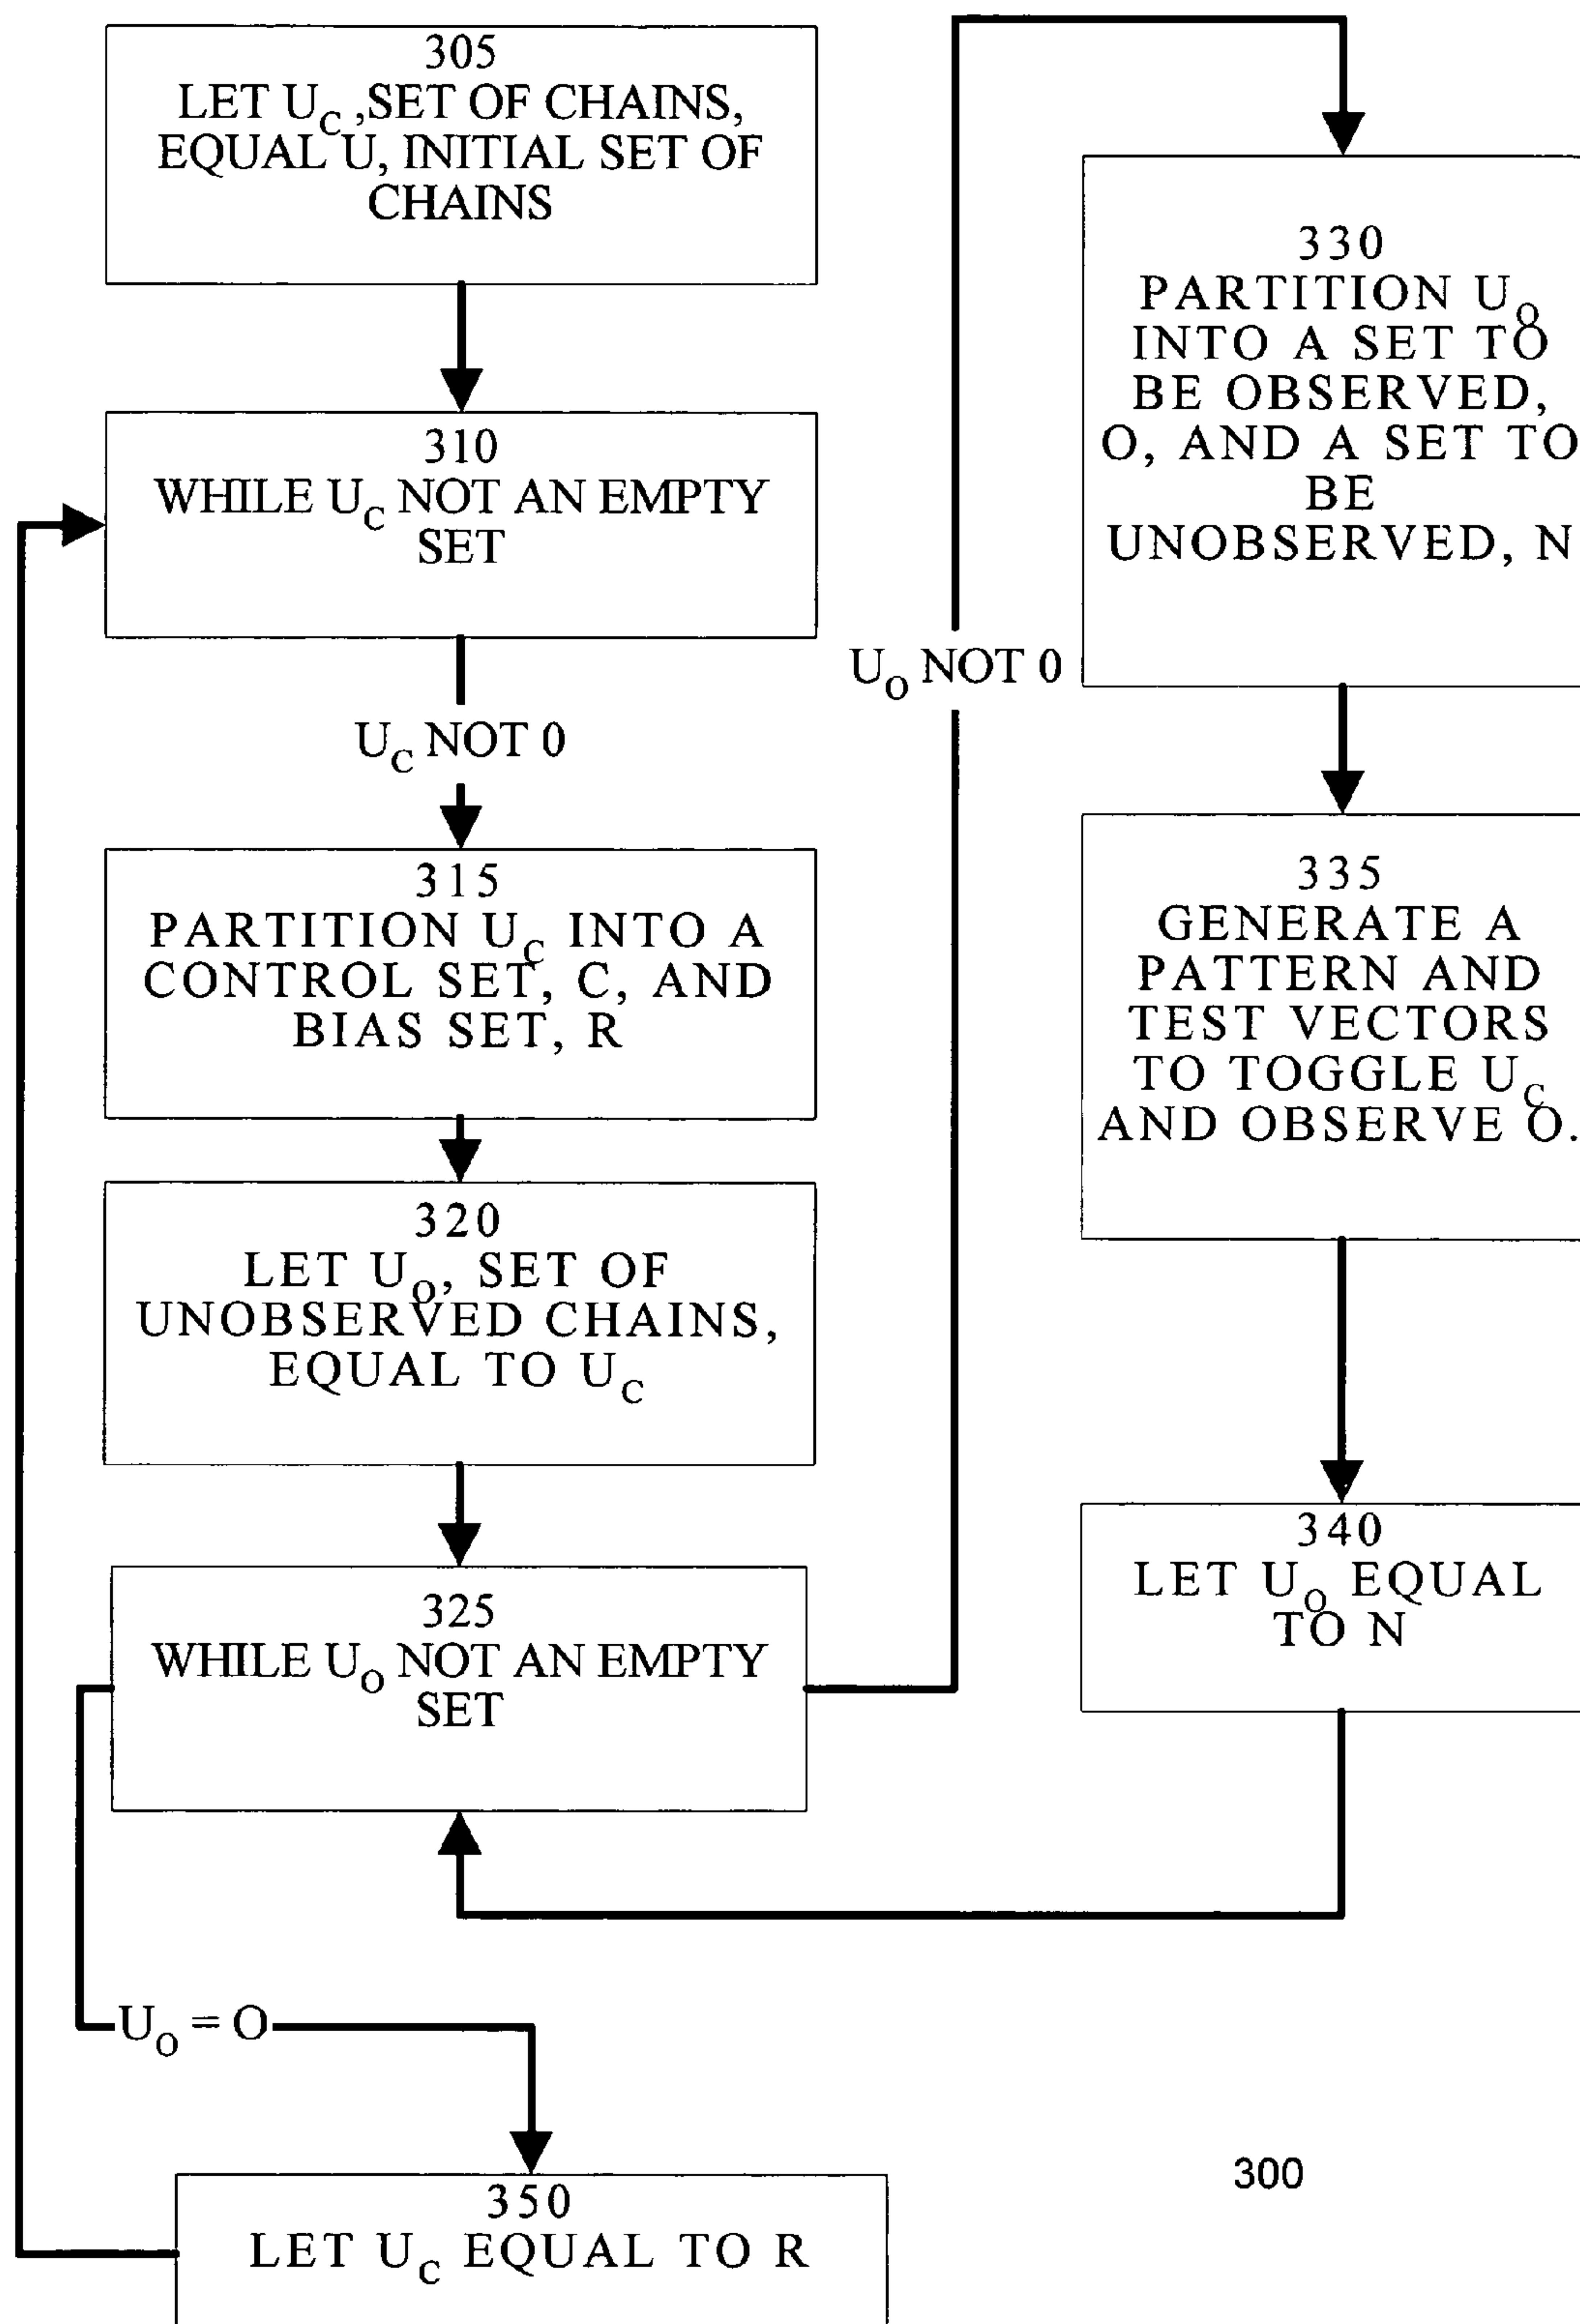 305
LET U_C ,SET OF CHAINS,
EQUAL U, INITIAL SET OF
CHAINS
310
WHILE U_C NOT AN EMPTY
SET
U_C NOT 0
315
PARTITION U_C INTO A
CONTROL SET, C, AND
BIAS SET, R
320
LET U_O, SET OF
UNOBSERVED CHAINS,
EQUAL TO U_C
325
WHILE U_O NOT AN EMPTY
SET
U_O NOT 0
330
PARTITION U_O
INTO A SET TO
BE OBSERVED,
O, AND A SET TO
BE
UNOBSERVED, N
335
GENERATE A
PATTERN AND
TEST VECTORS
TO TOGGLE U_C
AND OBSERVE O.
340
LET U_O EQUAL
TO N
U_O = O
350
LET U_C EQUAL TO R
300